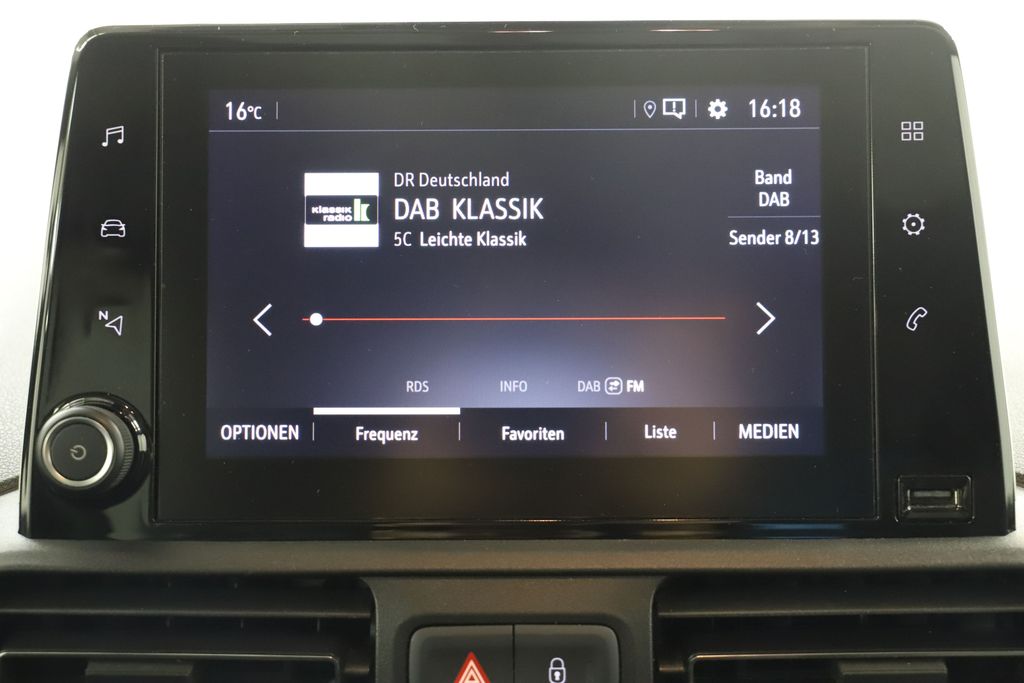 16°C
16:18
DR Deutschland
DAB KLASSIK
5C Leichte Klassik
klassik
radio
Band
DAB
Sender 8/13
N
RDS INFO DAB FM
OPTIONEN Frequenz Favoriten Liste MEDIEN